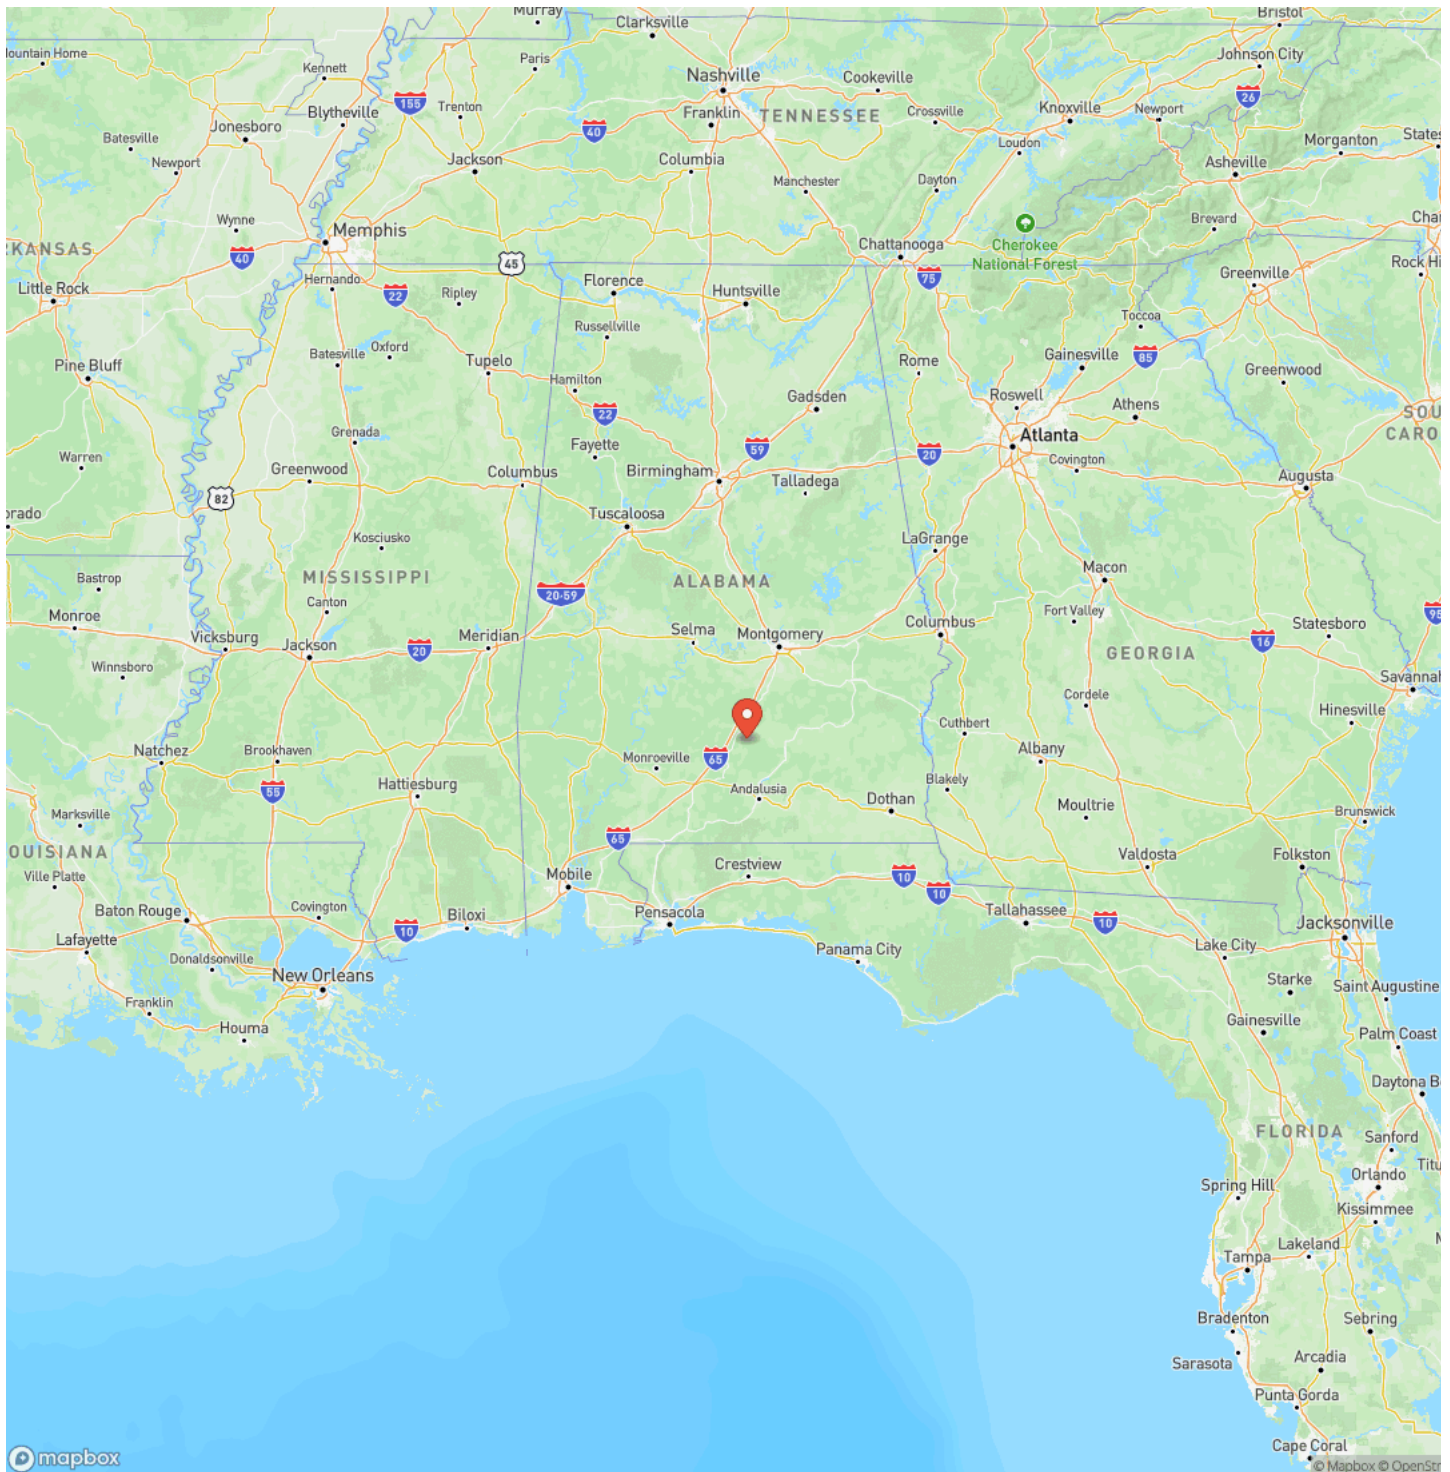 Murray
Clarksville
Bristol
Mountain Home
Kennett
Paris
Nashville
Cookeville
Johnson City
155
26
Blytheville
Trenton
Franklin
TENNESSEE
Crossville
Knoxville
Newport
Batesville
Jonesboro
40
Newport
Jackson
Columbia
Loudon
Morganton
States
Manchester
Dayton
Asheville
Wynne
Memphis
Brevard
Chattanooga
Cherokee
National Forest
RKANSAS
40
45
75
Greenville
Rock Hi
Little Rock
Hernando
22
Ripley
Florence
Huntsville
Toccoa
Russellville
Batesville
Oxford
Tupelo
Rome
Gainesville
85
Pine Bluff
Hamilton
Greenwood
Gadsden
Roswell
Athens
22
SOU
CARO
Grenada
Fayette
59
20
Atlanta
Warren
Greenwood
Columbus
Birmingham
Covington
Talladega
Augusta
82
orado
Tuscaloosa
Kosciusko
LaGrange
Bastrop
MISSISSIPPI
20-59
ALABAMA
Macon
Canton
Fort Valley
95
Monroe
Vicksburg
Jackson
20
Meridian
Selma
Montgomery
Columbus
16
Statesboro
Winnsboro
GEORGIA
Savannah
Cordele
Hinesville
Cuthbert
Natchez
Brookhaven
Monroeville
65
Albany
55
Hattiesburg
Andalusia
Blakely
Dothan
Moultrie
Marksville
65
Brunswick
OUISIANA
Crestview
Valdosta
Folkston
Ville Platte
Mobile
10
10
Baton Rouge
Covington
10
Biloxi
Pensacola
Tallahassee
10
Jacksonville
Lafayette
Donaldsonville
Panama City
Lake City
New Orleans
Starke
Saint Augustine
Franklin
Houma
Gainesville
Palm Coast
Daytona B
FLORIDA
Sanford
Titu
Orlando
Spring Hill
Kissimmee
Lakeland
Tampa
Bradenton
Sebring
Sarasota
Arcadia
Punta Gorda
Cape Coral
mapbox
© Mapbox © OpenStr